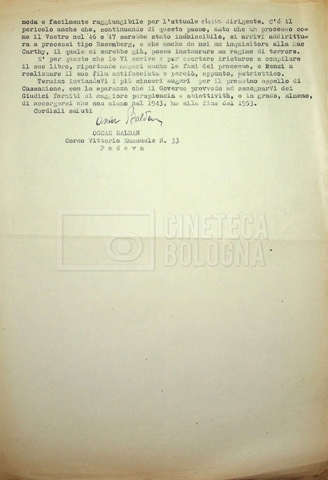 moda e facilmente raggiungibile per l'attuale classe dirigente. C'è il
pericolo anche che, continuando di questo passo, dato che un processo co=
me il Vostro nel 46 o 47 sarebbe stato inammissibile, si arrivi addirittu=
ra a processi tipo Rosemberg, e che anche da noi un inquisitore alla Mac
Carthy, il quale ci sarebbe già, possa instaurare un regime di terrore.
E' per questo che io Vi scrivo e per esortare Aristarco a compilare
il suo libro, riportando magari anche le fasi del processo, e Renzi a
realizzare il suo film antifascista e perciò, appunto, patriottico.
Termino inviandoVi i più sinceri auguri per il prossimo appello di
Cassazione, con la speranza che il Governo provveda ad assegnarVi dei
Giudici forniti di maggiore perspicacia e obiettività, e in grado, almeno,
di accorgersi che non siamo nel 1943, ma alla fine del 1953.
Cordiali saluti
Oscar Baldan
OSCAR BALDAN
Corso Vittorio Emanuele N. 33
P a d o v a
CINETECA
BOLOGNA